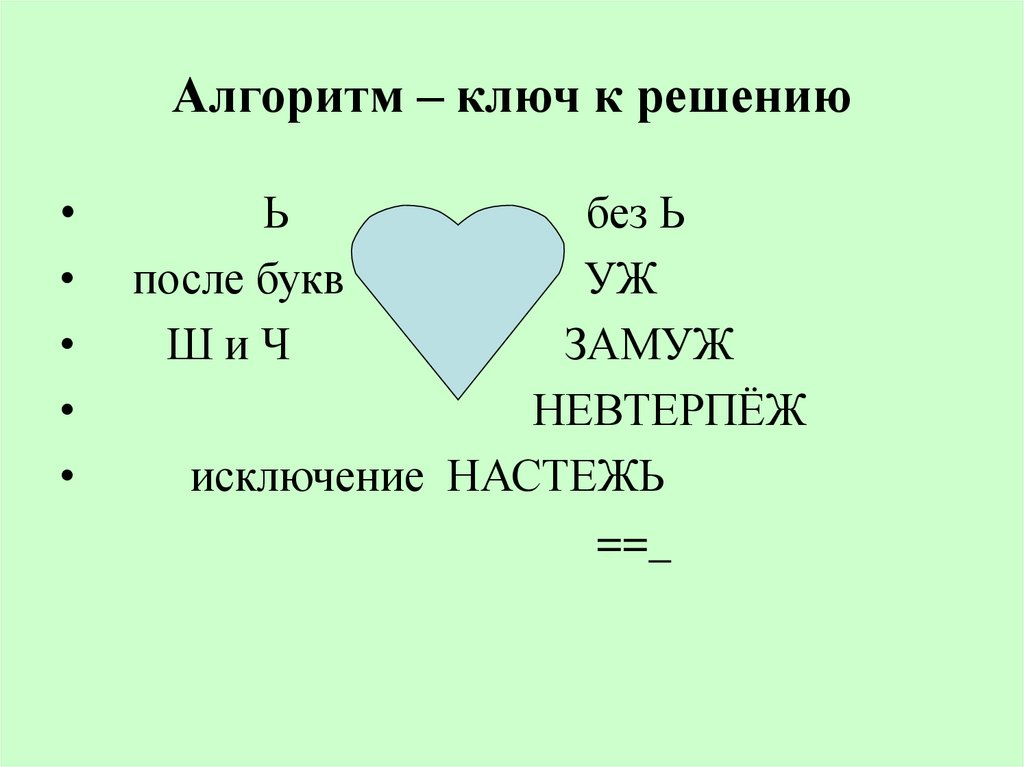 Алгоритм – ключ к решению
• Ь без Ь
• после букв УЖ
• Ш и Ч ЗАМУЖ
• НЕВТЕРПЁЖ
• исключение НАСТЕЖЬ
==_